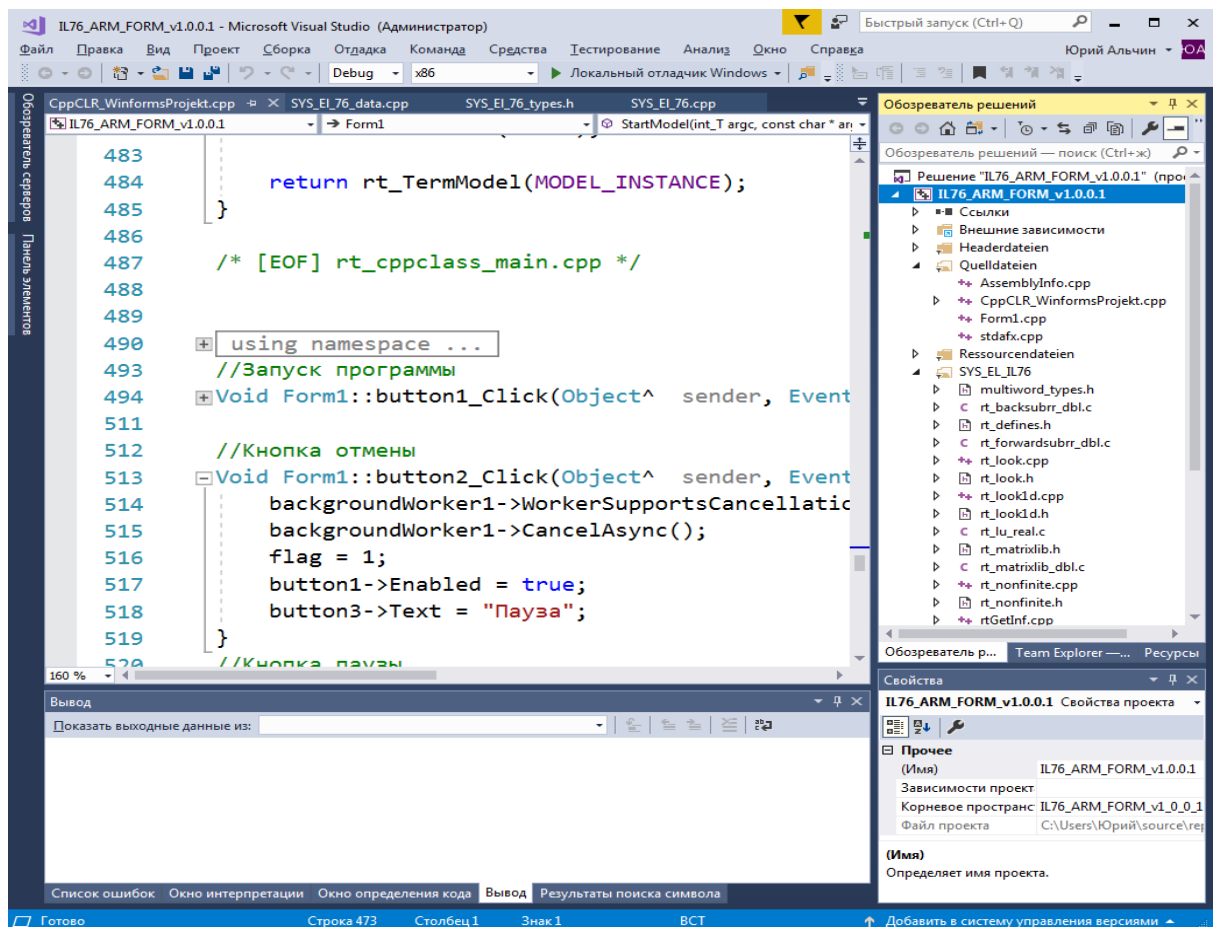 IL76_ARM_FORM_v1.0.0.1 - Microsoft Visual Studio (Администратор)
Быстрый запуск (Ctrl+Q)
Файл Правка Вид Проект Сборка Отладка Команда Средства Тестирование Анализ Окно Справка
Юрий Альчин ЮА
Debug x86 Локальный отладчик Windows
Обозреватель серверов
Панель элементов
CppCLR_WinformsProjekt.cpp SYS_El_76_data.cpp SYS_El_76_types.h SYS_El_76.cpp
IL76_ARM_FORM_v1.0.0.1 Form1 StartModel(int_T argc, const char * arg
483
484 return rt_TermModel(MODEL_INSTANCE);
485 }
486
487 /* [EOF] rt_cppclass_main.cpp */
488
489
490 using namespace ...
493 //Запуск программы
494 Void Form1::button1_Click(Object^ sender, Event
511
512 //Кнопка отмены
513 Void Form1::button2_Click(Object^ sender, Event
514 backgroundWorker1->WorkerSupportsCancellatic
515 backgroundWorker1->CancelAsync();
516 flag = 1;
517 button1->Enabled = true;
518 button3->Text = "Пауза";
519 }
520 //Кнопка паузы
160 %
Вывод
Показать выходные данные из:
Список ошибок Окно интерпретации Окно определения кода Вывод Результаты поиска символа
Обозреватель решений
Обозреватель решений — поиск (Ctrl+ж)
Решение "IL76_ARM_FORM_v1.0.0.1" (прое
IL76_ARM_FORM_v1.0.0.1
Ссылки
Внешние зависимости
Headerdateien
Quelldateien
AssemblyInfo.cpp
CppCLR_WinformsProjekt.cpp
Form1.cpp
stdafx.cpp
Ressourcendateien
SYS_EL_IL76
multiword_types.h
rt_backsubrr_dbl.c
rt_defines.h
rt_forwardsubrr_dbl.c
rt_look.cpp
rt_look.h
rt_look1d.cpp
rt_look1d.h
rt_lu_real.c
rt_matrixlib.h
rt_matrixlib_dbl.c
rt_nonfinite.cpp
rt_nonfinite.h
rtGetInf.cpp
Обозреватель р... Team Explorer —... Ресурсы
Свойства
IL76_ARM_FORM_v1.0.0.1 Свойства проекта
Прочее
(Имя) IL76_ARM_FORM_v1.0.0.1
Зависимости проект
Корневое пространс IL76_ARM_FORM_v1_0_0_1
Файл проекта C:\Users\Юрий\source\rep
(Имя)
Определяет имя проекта.
Готово Строка 473 Столбец 1 Знак 1 ВСТ Добавить в систему управления версиями